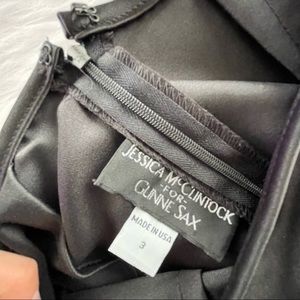 JESSICA McCLINTOCK
-FOR-
GUNNE SAX
MADE IN USA
3